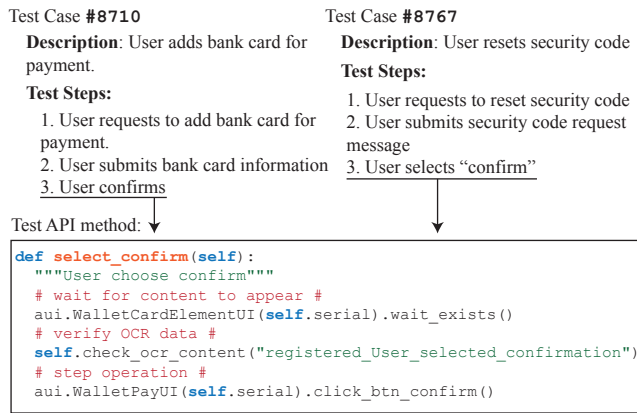 Test Case #8710
Description: User adds bank card for
payment.
Test Steps:
1. User requests to add bank card for
payment.
2. User submits bank card information
3. User confirms
Test Case #8767
Description: User resets security code
Test Steps:
1. User requests to reset security code
2. User submits security code request
message
3. User selects “confirm”
Test API method:
def select_confirm(self):
"""User choose confirm"""
# wait for content to appear #
aui.WalletCardElementUI(self.serial).wait_exists()
# verify OCR data #
self.check_ocr_content("registered_User_selected_confirmation")
# step operation #
aui.WalletPayUI(self.serial).click_btn_confirm()